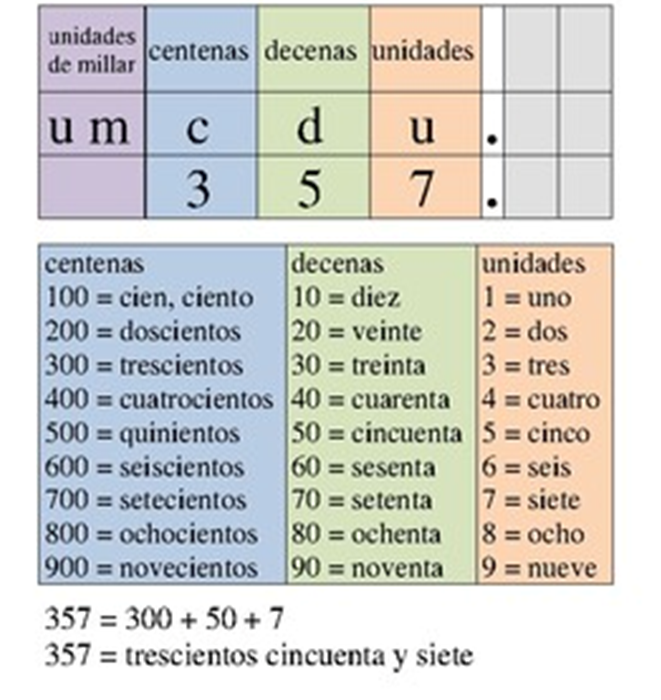 unidades de millar centenas decenas unidades
u m c d u .
3 5 7 .
centenas decenas unidades
100 = cien, ciento 10 = diez 1 = uno
200 = doscientos 20 = veinte 2 = dos
300 = trescientos 30 = treinta 3 = tres
400 = cuatrocientos 40 = cuarenta 4 = cuatro
500 = quinientos 50 = cincuenta 5 = cinco
600 = seiscientos 60 = sesenta 6 = seis
700 = setecientos 70 = setenta 7 = siete
800 = ochocientos 80 = ochenta 8 = ocho
900 = novecientos 90 = noventa 9 = nueve
357 = 300 + 50 + 7
357 = trescientos cincuenta y siete